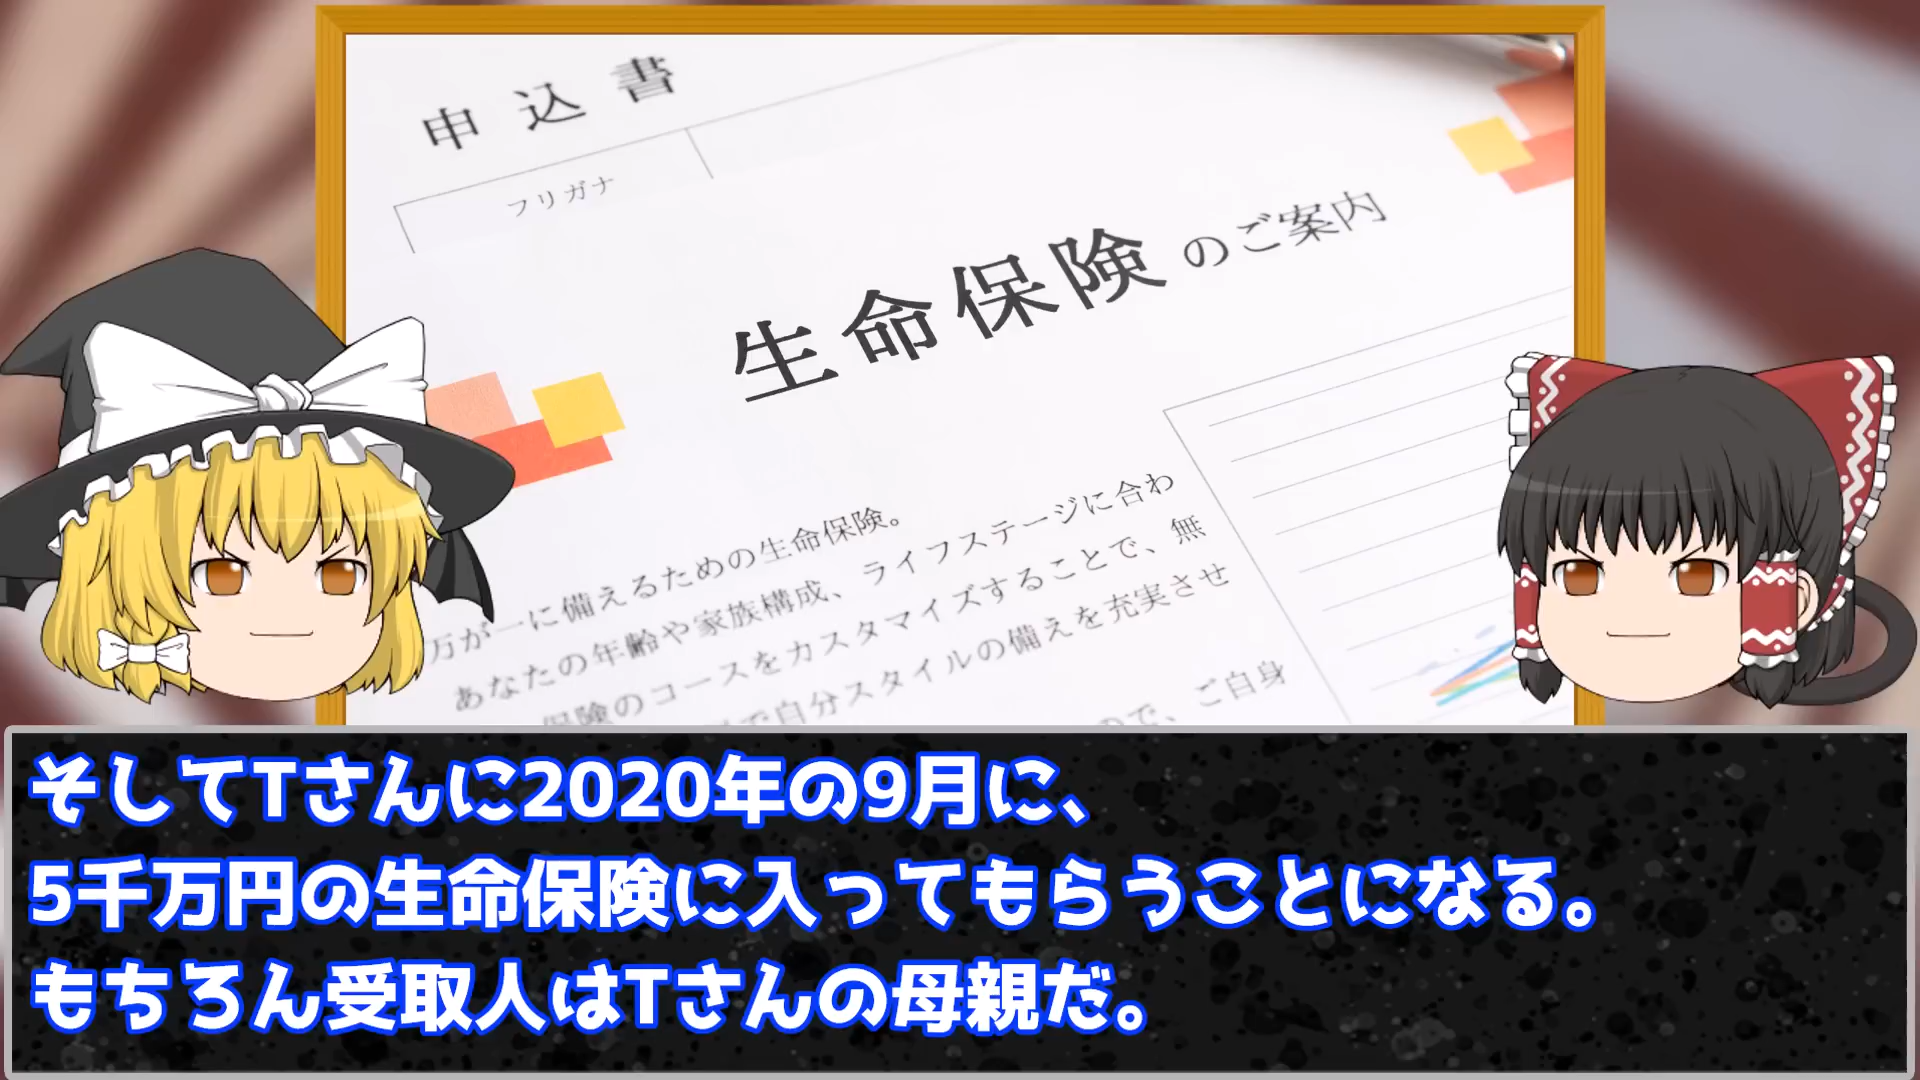 申込書
フリガナ
生命保険のご案内
万が一に備えるための生命保険。
あなたの年齢や家族構成、ライフステージに合わ
保険のコースをカスタマイズすることで、無
で自分スタイルの備えを充実させ
ので、ご自身
そしてTさんに2020年の9月に、
5千万円の生命保険に入ってもらうことになる。
もちろん受取人はTさんの母親だ。